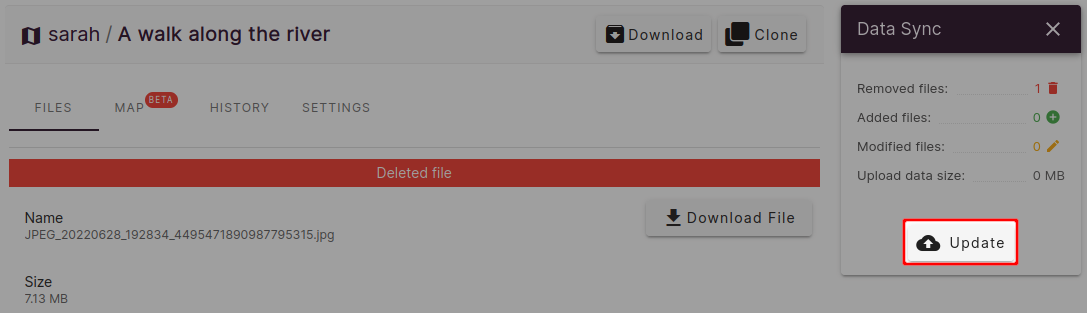 sarah / A walk along the river
Download
Clone
FILES
MAP BETA
HISTORY
SETTINGS
Deleted file
Name
JPEG_20220628_192834_4495471890987795315.jpg
Download File
Size
7.13 MB
Data Sync
Removed files: 1
Added files: 0
Modified files: 0
Upload data size: 0 MB
Update